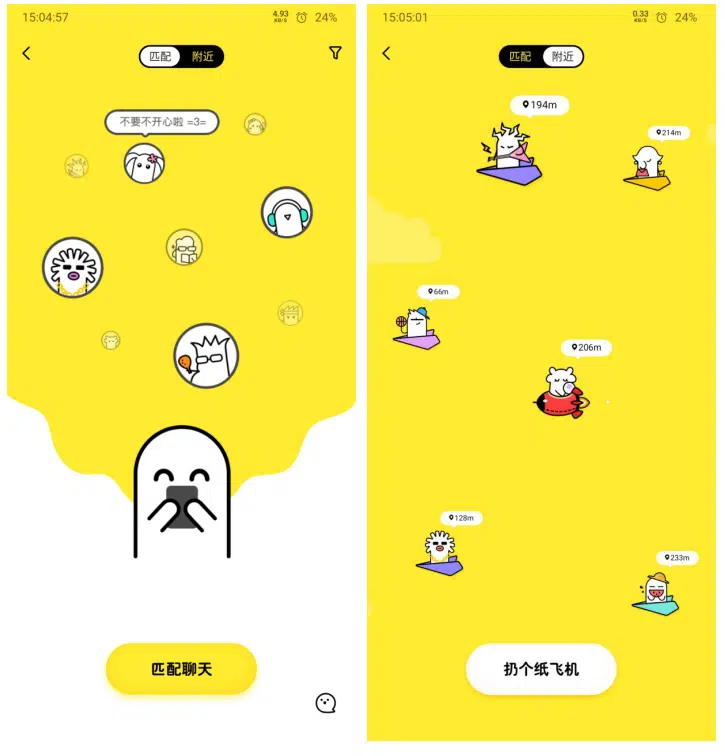 15:04:57
4.93
KB/S
24%
匹配
附近
不要不开心啦 =3=
匹配聊天
15:05:01
0.33
KB/S
24%
匹配
附近
194m
214m
66m
206m
128m
233m
扔个纸飞机